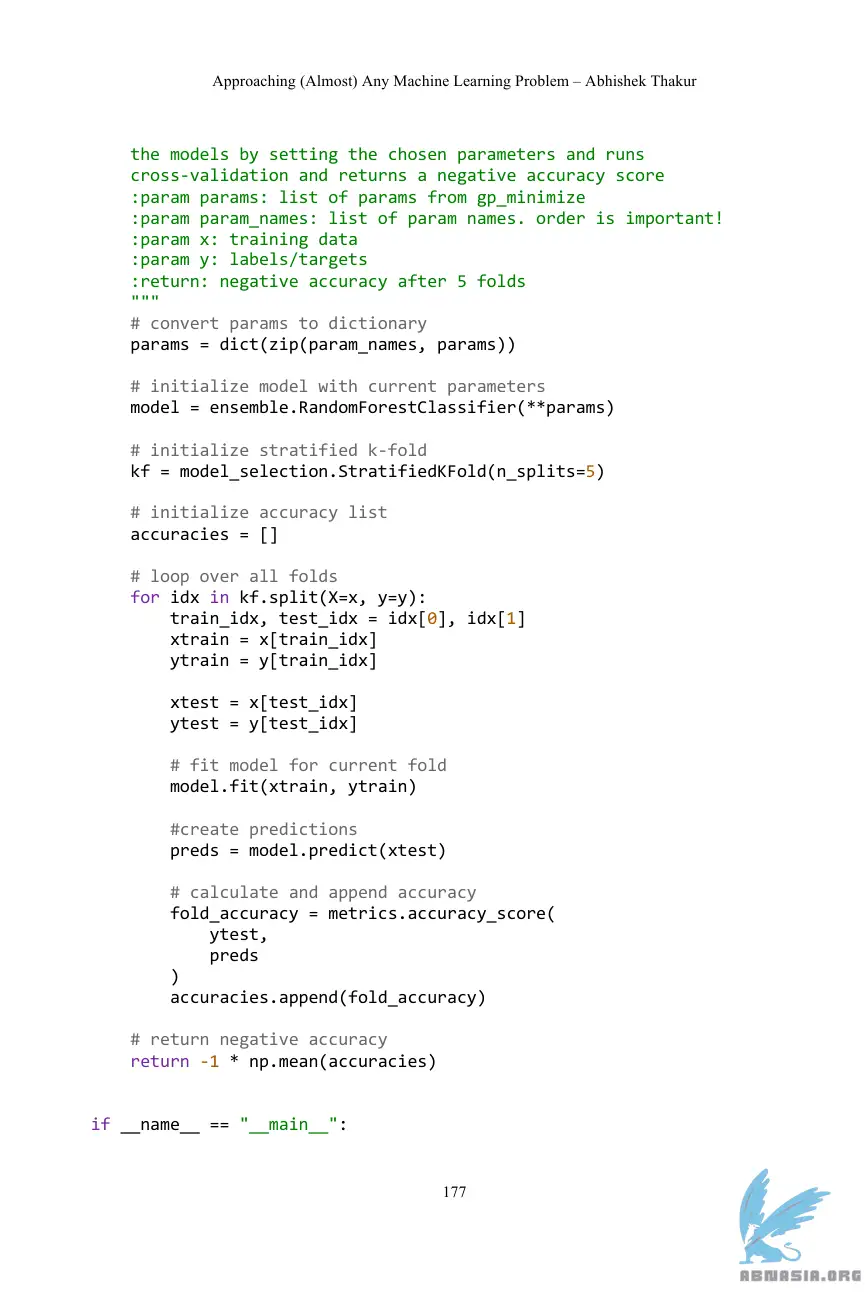 Approaching (Almost) Any Machine Learning Problem – Abhishek Thakur
the models by setting the chosen parameters and runs
cross-validation and returns a negative accuracy score
:param params: list of params from gp_minimize
:param param_names: list of param names. order is important!
:param x: training data
:param y: labels/targets
:return: negative accuracy after 5 folds
"""
# convert params to dictionary
params = dict(zip(param_names, params))
# initialize model with current parameters
model = ensemble.RandomForestClassifier(**params)
# initialize stratified k-fold
kf = model_selection.StratifiedKFold(n_splits=5)
# initialize accuracy list
accuracies = []
# loop over all folds
for idx in kf.split(X=x, y=y):
train_idx, test_idx = idx[0], idx[1]
xtrain = x[train_idx]
ytrain = y[train_idx]
xtest = x[test_idx]
ytest = y[test_idx]
# fit model for current fold
model.fit(xtrain, ytrain)
#create predictions
preds = model.predict(xtest)
# calculate and append accuracy
fold_accuracy = metrics.accuracy_score(
ytest,
preds
)
accuracies.append(fold_accuracy)
# return negative accuracy
return -1 * np.mean(accuracies)
if __name__ == "__main__":
177
ABNASIA.ORG